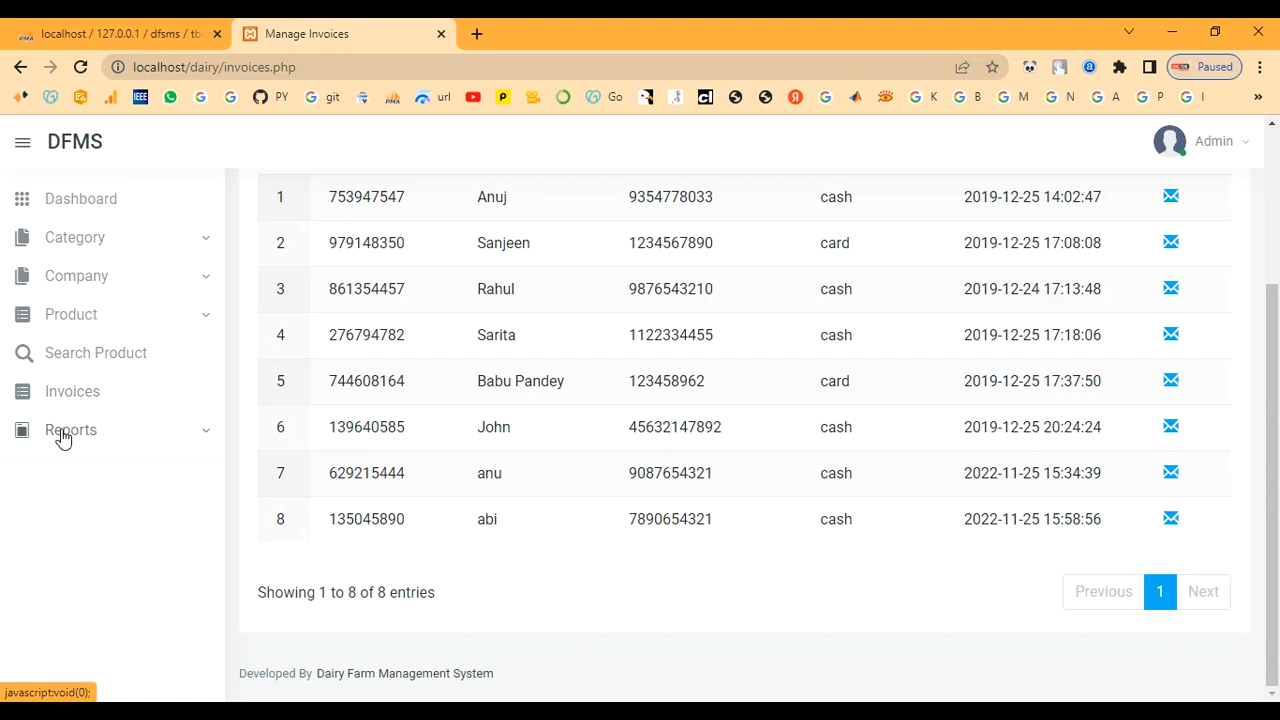 localhost / 127.0.0.1 / dfsms / tb
Manage Invoices
localhost/dairy/invoices.php
Paused
IEEE
PY
git
PMA
url
Go
K
B
M
N
A
P
I
»
DFMS
Admin
Dashboard
Category
Company
Product
Search Product
Invoices
Reports
1 753947547 Anuj 9354778033 cash 2019-12-25 14:02:47
2 979148350 Sanjeen 1234567890 card 2019-12-25 17:08:08
3 861354457 Rahul 9876543210 cash 2019-12-24 17:13:48
4 276794782 Sarita 1122334455 cash 2019-12-25 17:18:06
5 744608164 Babu Pandey 123458962 card 2019-12-25 17:37:50
6 139640585 John 45632147892 cash 2019-12-25 20:24:24
7 629215444 anu 9087654321 cash 2022-11-25 15:34:39
8 135045890 abi 7890654321 cash 2022-11-25 15:58:56
Showing 1 to 8 of 8 entries
Previous 1 Next
Developed By Dairy Farm Management System
javascript:void(0);